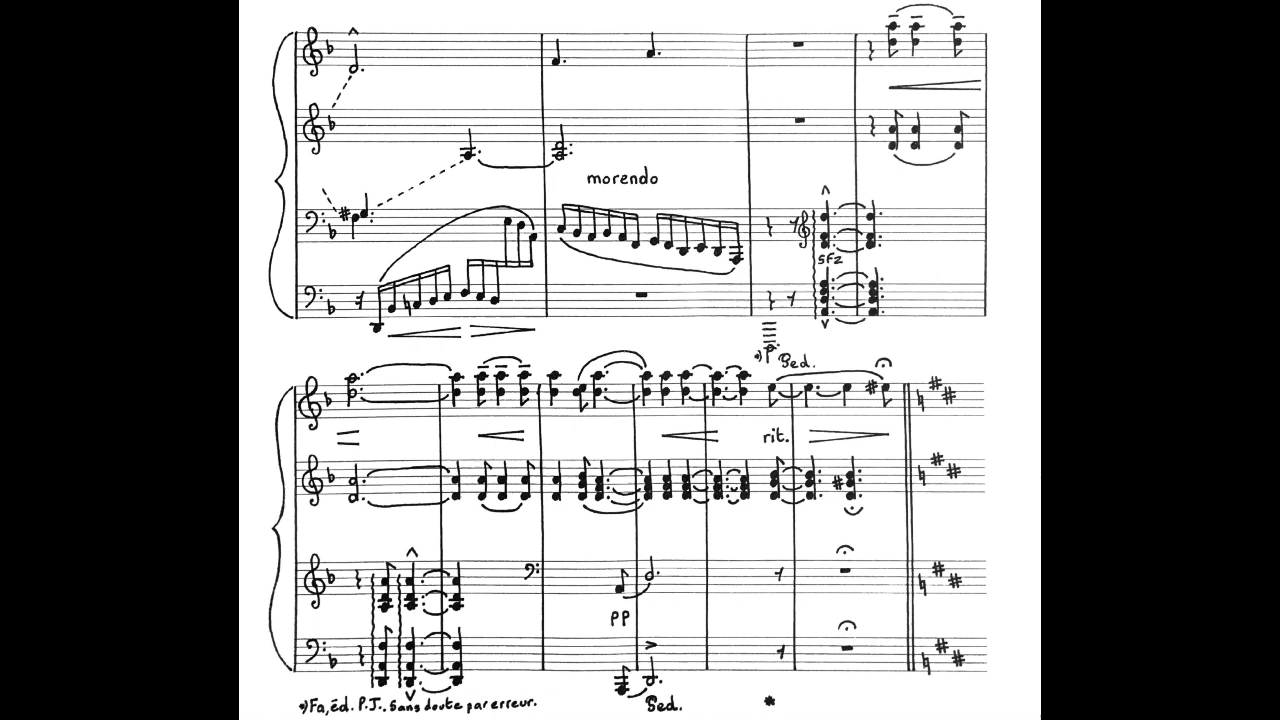 morendo
sfz
*) p. Ped.
rit.
pp
*) Fa, éd. P.J.. Sans doute par erreur.
Ped. *